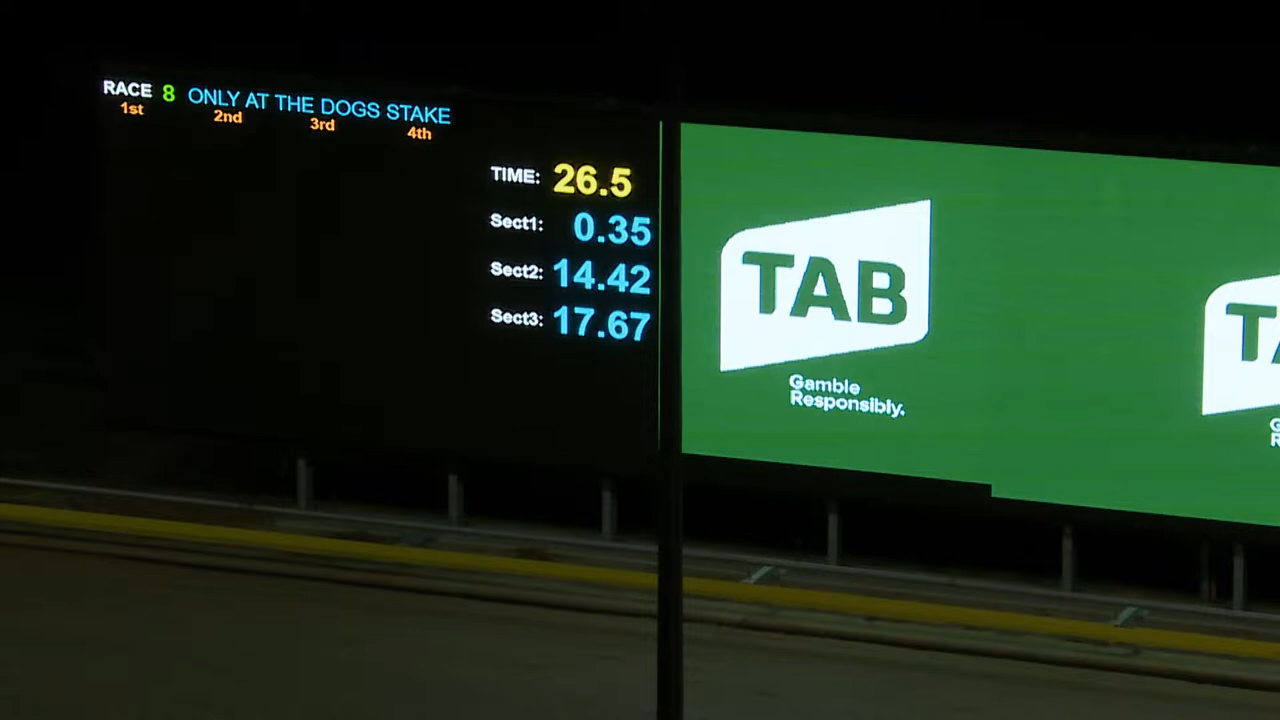 RACE 8 ONLY AT THE DOGS STAKE
1st 2nd 3rd 4th
TIME: 26.5
Sect1: 0.35
Sect2: 14.42
Sect3: 17.67
TAB
Gamble
Responsibly.